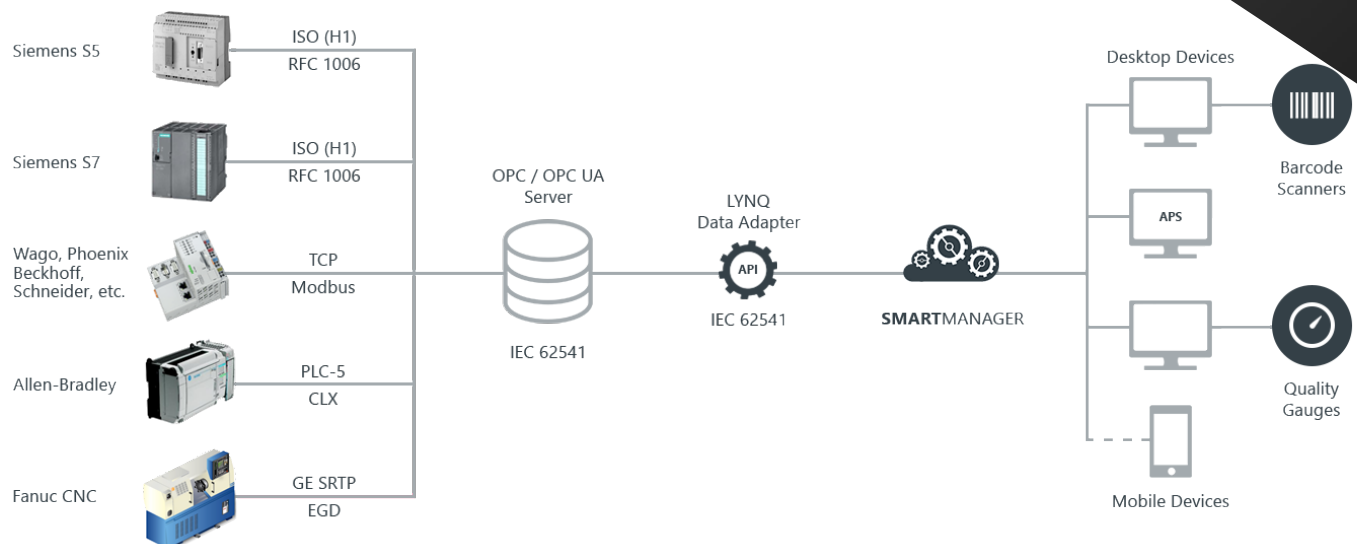 Siemens S5
ISO (H1)
RFC 1006
Siemens S7
ISO (H1)
RFC 1006
Wago, Phoenix
Beckhoff,
Schneider, etc.
TCP
Modbus
Allen-Bradley
PLC-5
CLX
Fanuc CNC
GE SRTP
EGD
OPC / OPC UA
Server
IEC 62541
LYNQ
Data Adapter
API
IEC 62541
SMARTMANAGER
Desktop Devices
Barcode
Scanners
APS
Quality
Gauges
Mobile Devices